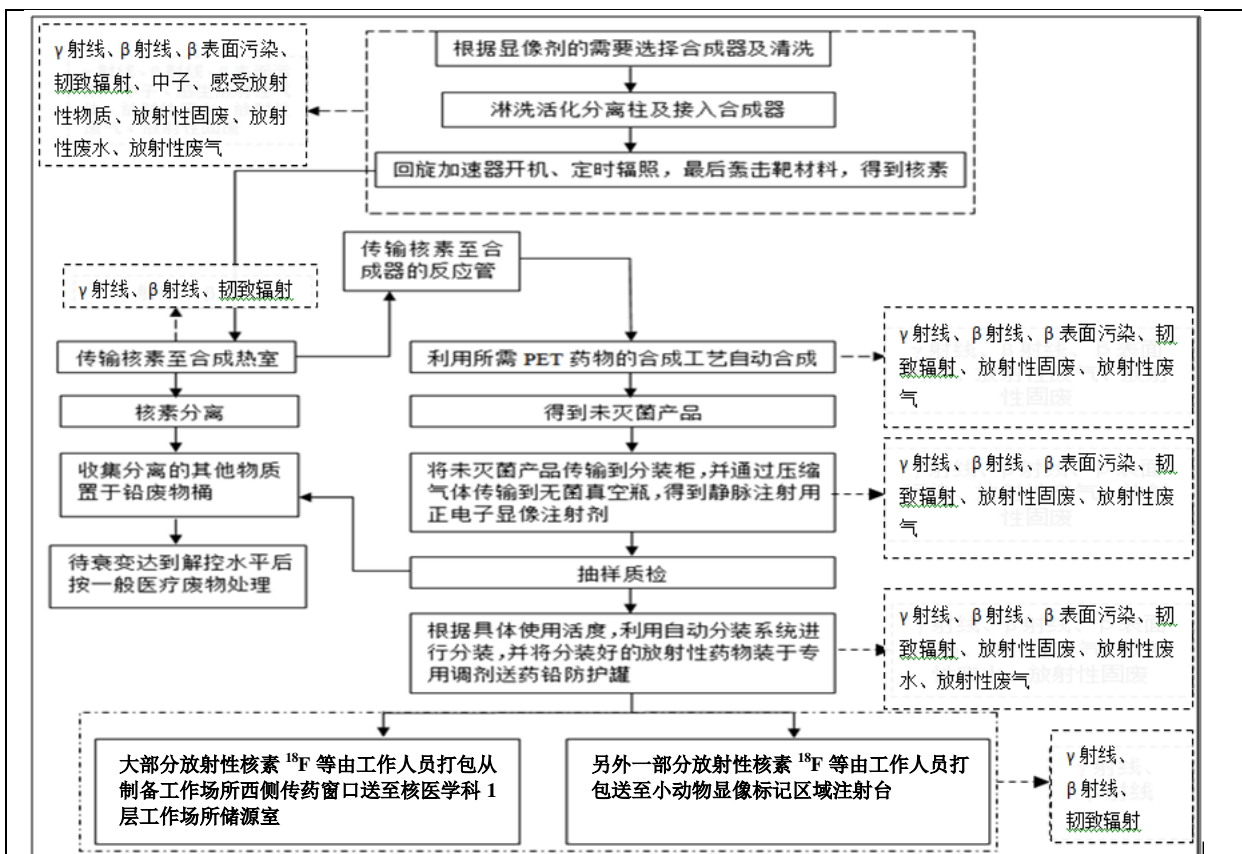 γ射线、β射线、β表面污染、
韧致辐射、中子、感受放射
性物质、放射性固废、放射
性废水、放射性废气
根据显像剂的需要选择合成器及清洗
淋洗活化分离柱及接入合成器
回旋加速器开机、定时辐照，最后轰击靶材料，得到核素
传输核素至合
成器的反应管
γ射线、β射线、韧致辐射
传输核素至合成热室
核素分离
收集分离的其他物质
置于铅废物桶
待衰变达到解控水平后
按一般医疗废物处理
利用所需 PET 药物的合成工艺自动合成
γ射线、β射线、β表面污染、韧
致辐射、放射性固废、放射性废
气
得到未灭菌产品
将未灭菌产品传输到分装柜，并通过压缩
气体传输到无菌真空瓶，得到静脉注射用
正电子显像注射剂
γ射线、β射线、β表面污染、韧
致辐射、放射性固废、放射性废
气
抽样质检
根据具体使用活度，利用自动分装系统进
行分装，并将分装好的放射性药物装于专
用调剂送药铅防护罐
γ射线、β射线、β表面污染、韧
致辐射、放射性固废、放射性废
水、放射性废气
大部分放射性核素 ¹⁸F 等由工作人员打包从
制备工作场所西侧传药窗口送至核医学科 1
层工作场所储源室
另外一部分放射性核素 ¹⁸F 等由工作人员打
包送至小动物显像标记区域注射台
γ射线、
β射线、
韧致辐射